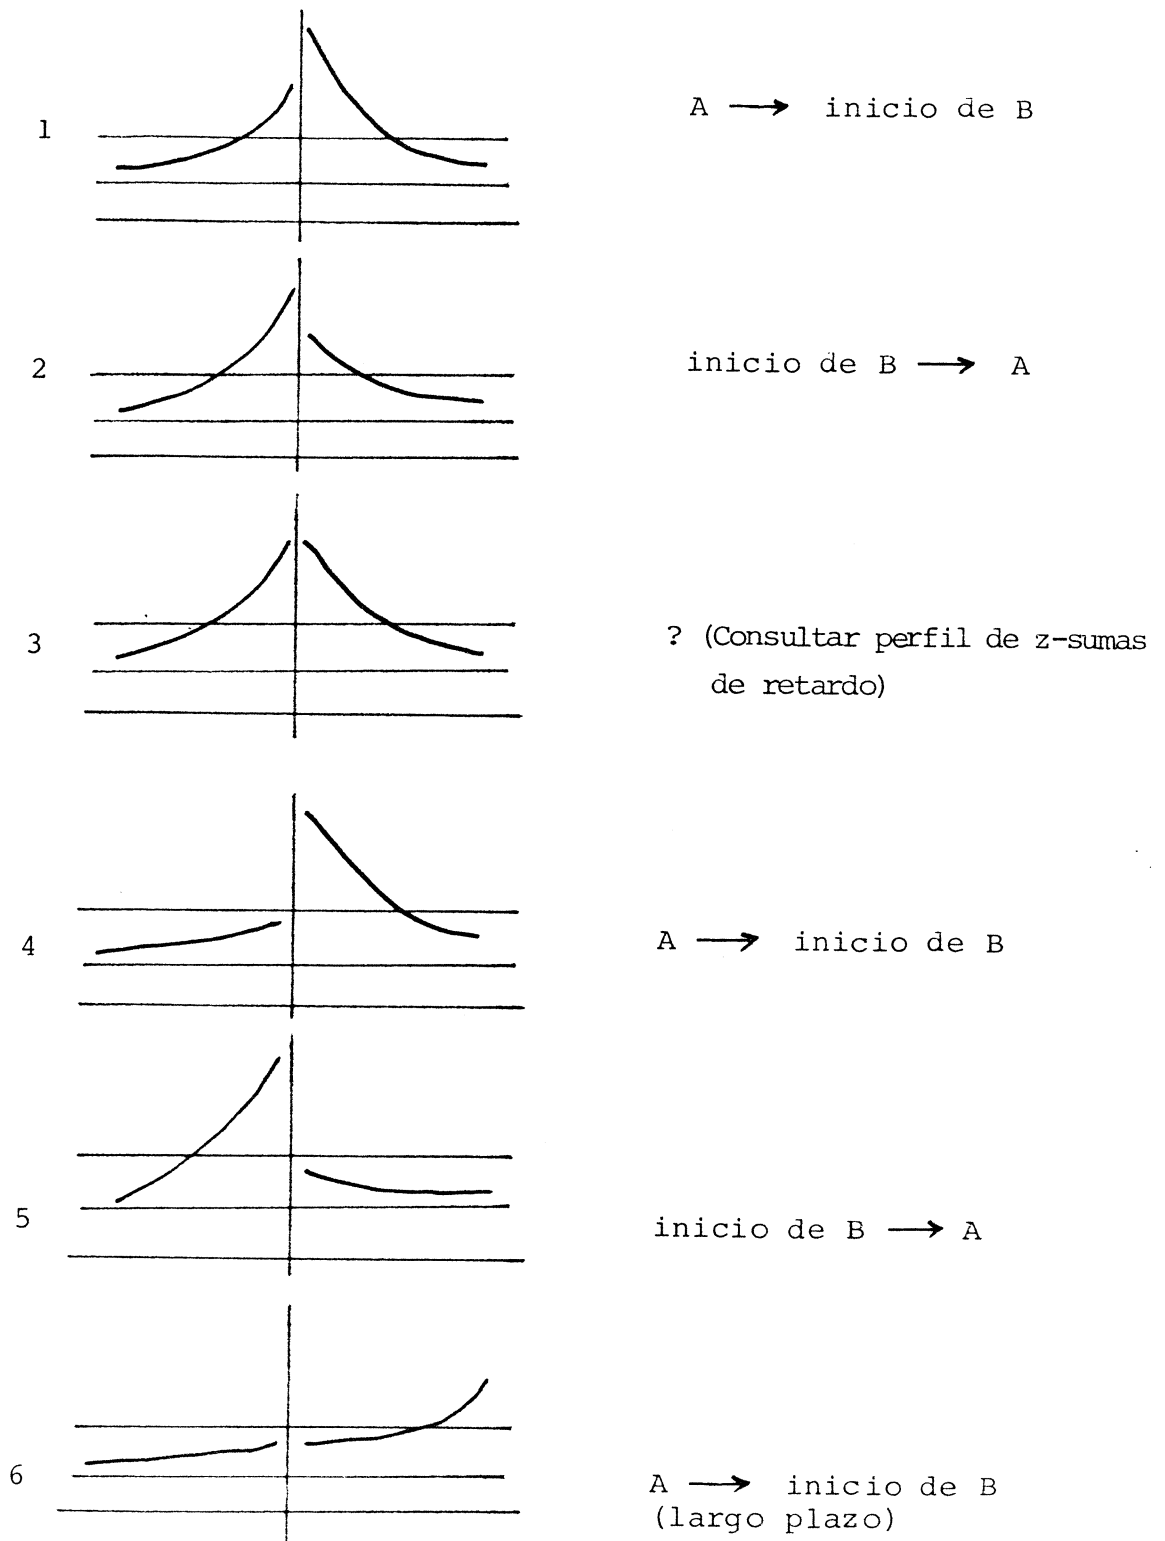 1
A → inicio de B
2
inicio de B → A
3
? (Consultar perfil de z-sumas
de retardo)
4
A → inicio de B
5
inicio de B → A
6
A → inicio de B
(largo plazo)